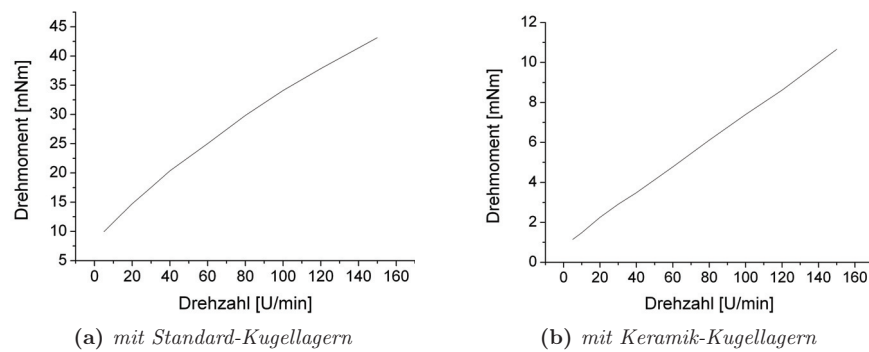 Drehmoment [mNm]
45
40
35
30
25
20
15
10
5
0 20 40 60 80 100 120 140 160
Drehzahl [U/min]
(a) mit Standard-Kugellagern
Drehmoment [mNm]
12
10
8
6
4
2
0
0 20 40 60 80 100 120 140 160
Drehzahl [U/min]
(b) mit Keramik-Kugellagern